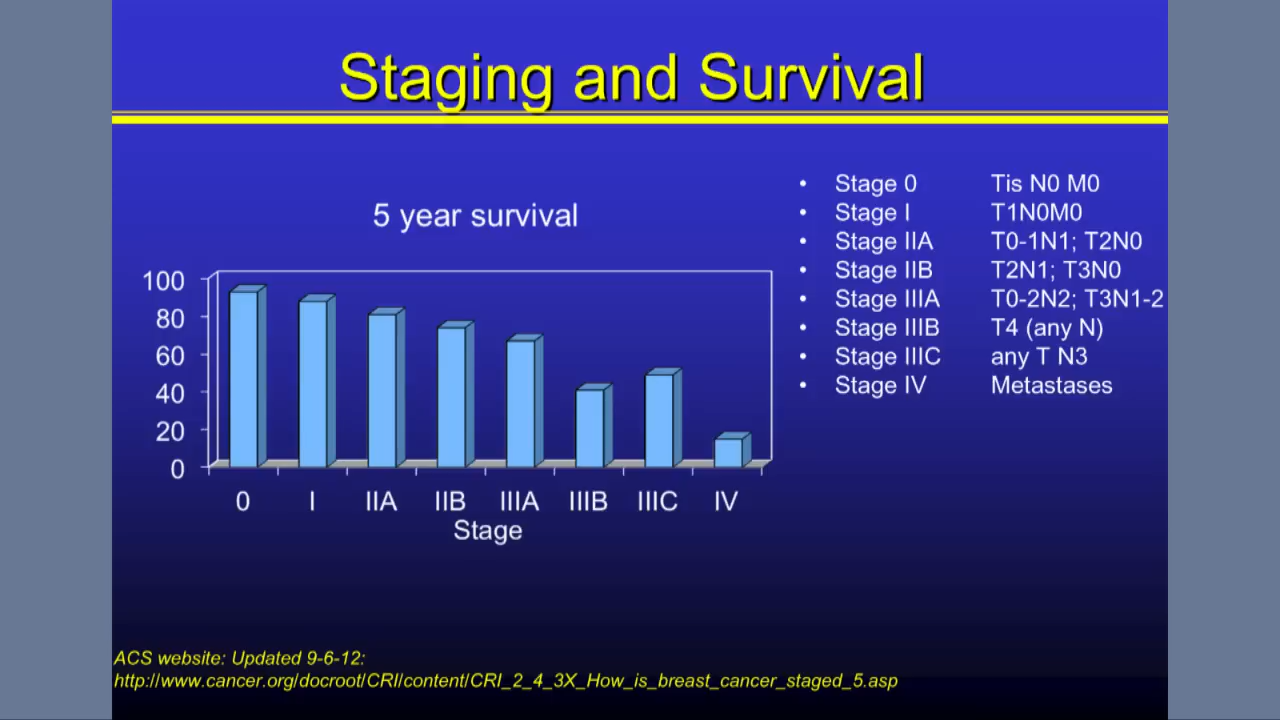 Staging and Survival
5 year survival
100
80
60
40
20
0
0 I IIA IIB IIIA IIIB IIIC IV
Stage
• Stage 0 Tis N0 M0
• Stage I T1N0M0
• Stage IIA T0-1N1; T2N0
• Stage IIB T2N1; T3N0
• Stage IIIA T0-2N2; T3N1-2
• Stage IIIB T4 (any N)
• Stage IIIC any T N3
• Stage IV Metastases
ACS website: Updated 9-6-12:
http://www.cancer.org/docroot/CRI/content/CRI_2_4_3X_How_is_breast_cancer_staged_5.asp